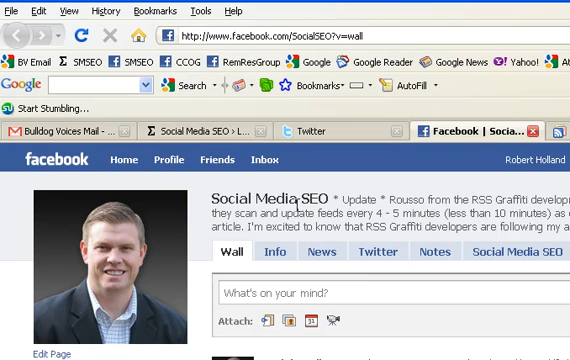 File Edit View History Bookmarks Tools Help
http://www.facebook.com/SocialSEO?v=wall
BV Email SMSEO SMSEO CCOG RemResGroup Google Google Reader Google News Yahoo!
Google Search Bookmarks AutoFill
Start Stumbling...
Bulldog Voices Mail - ... Social Media SEO › L... Twitter Facebook | Socia...
facebook Home Profile Friends Inbox Robert Holland
Social Media SEO * Update * Rousso from the RSS Graffiti develop
they scan and update feeds every 4 - 5 minutes (less than 10 minutes) as
article. I'm excited to know that RSS Graffiti developers are following my
Wall Info News Twitter Notes Social Media SEO
What's on your mind?
Attach: 31
Edit Page